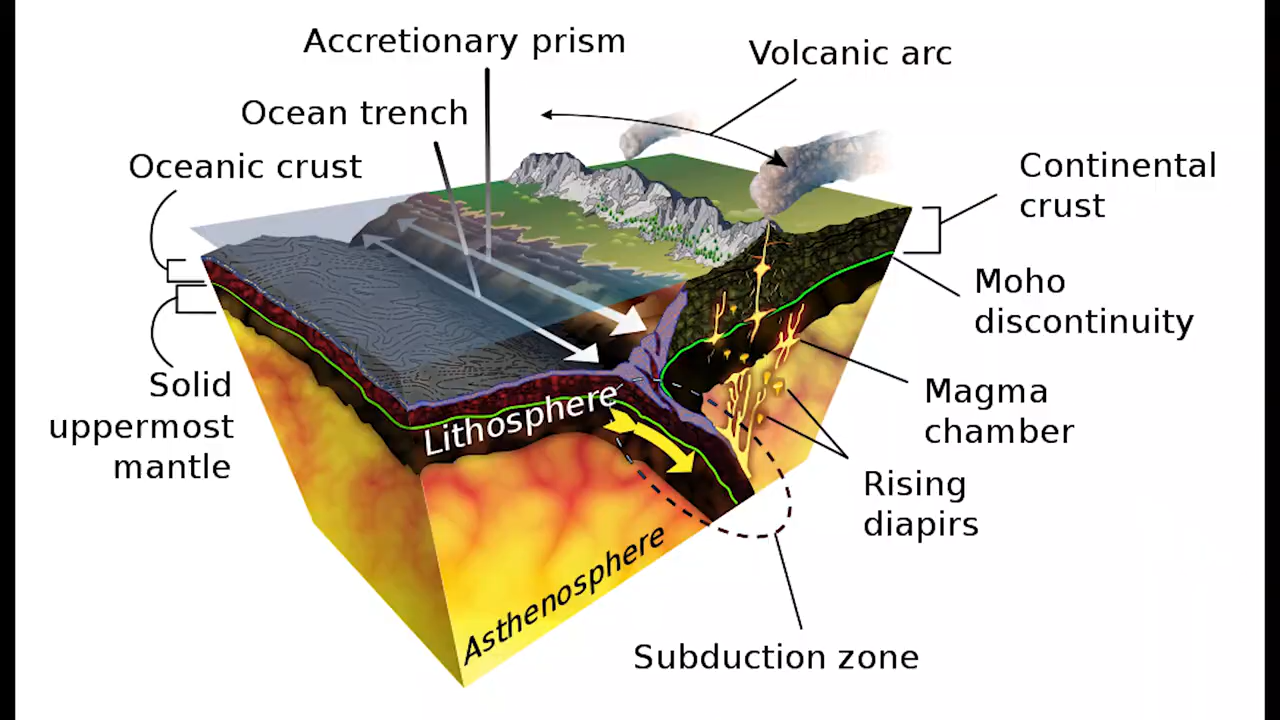 Accretionary prism
Volcanic arc
Ocean trench
Oceanic crust
Continental
crust
Moho
discontinuity
Solid
uppermost
mantle
Lithosphere
Magma
chamber
Rising
diapirs
Asthenosphere
Subduction zone